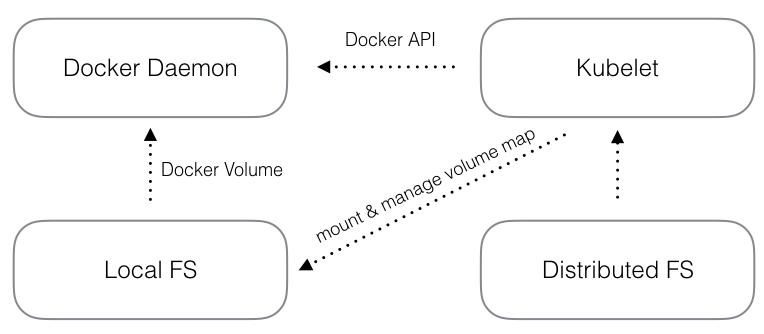 Docker Daemon
Docker API
Kubelet
Docker Volume
mount & manage volume map
Local FS
Distributed FS